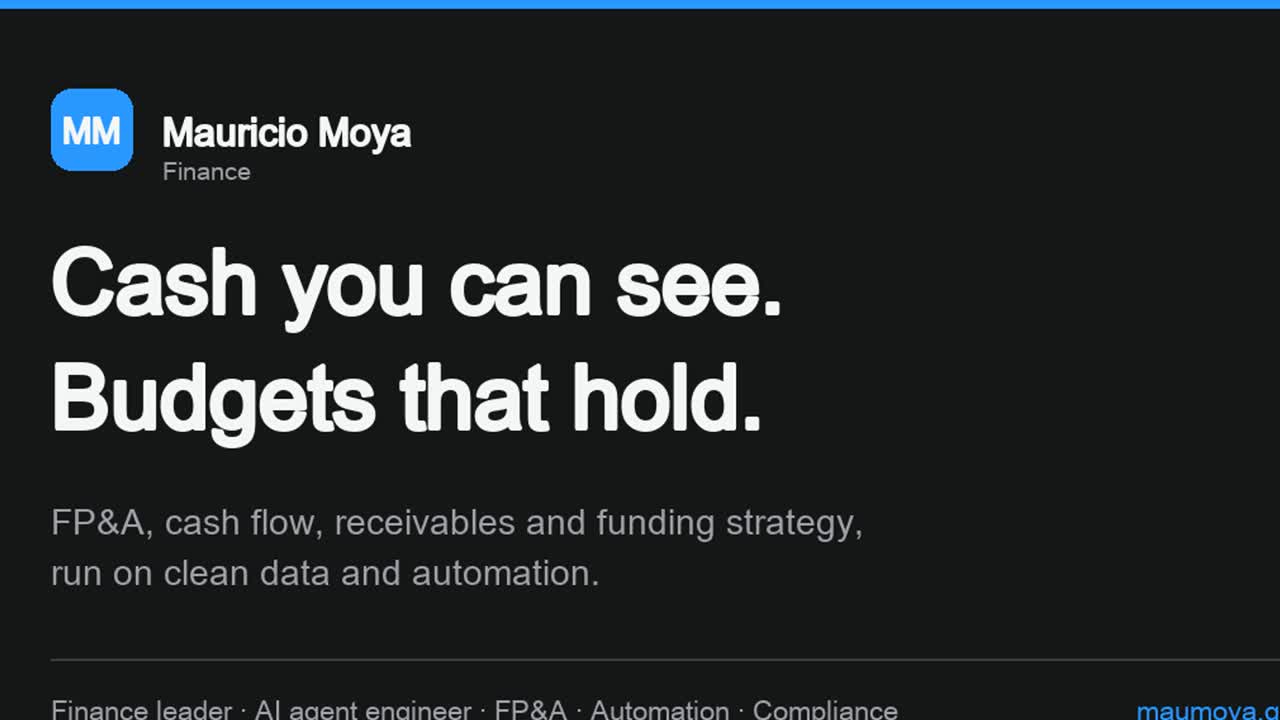 MM
Mauricio Moya
Finance
Cash you can see.
Budgets that hold.
FP&A, cash flow, receivables and funding strategy,
run on clean data and automation.
Finance leader · AI agent engineer · FP&A · Automation · Compliance